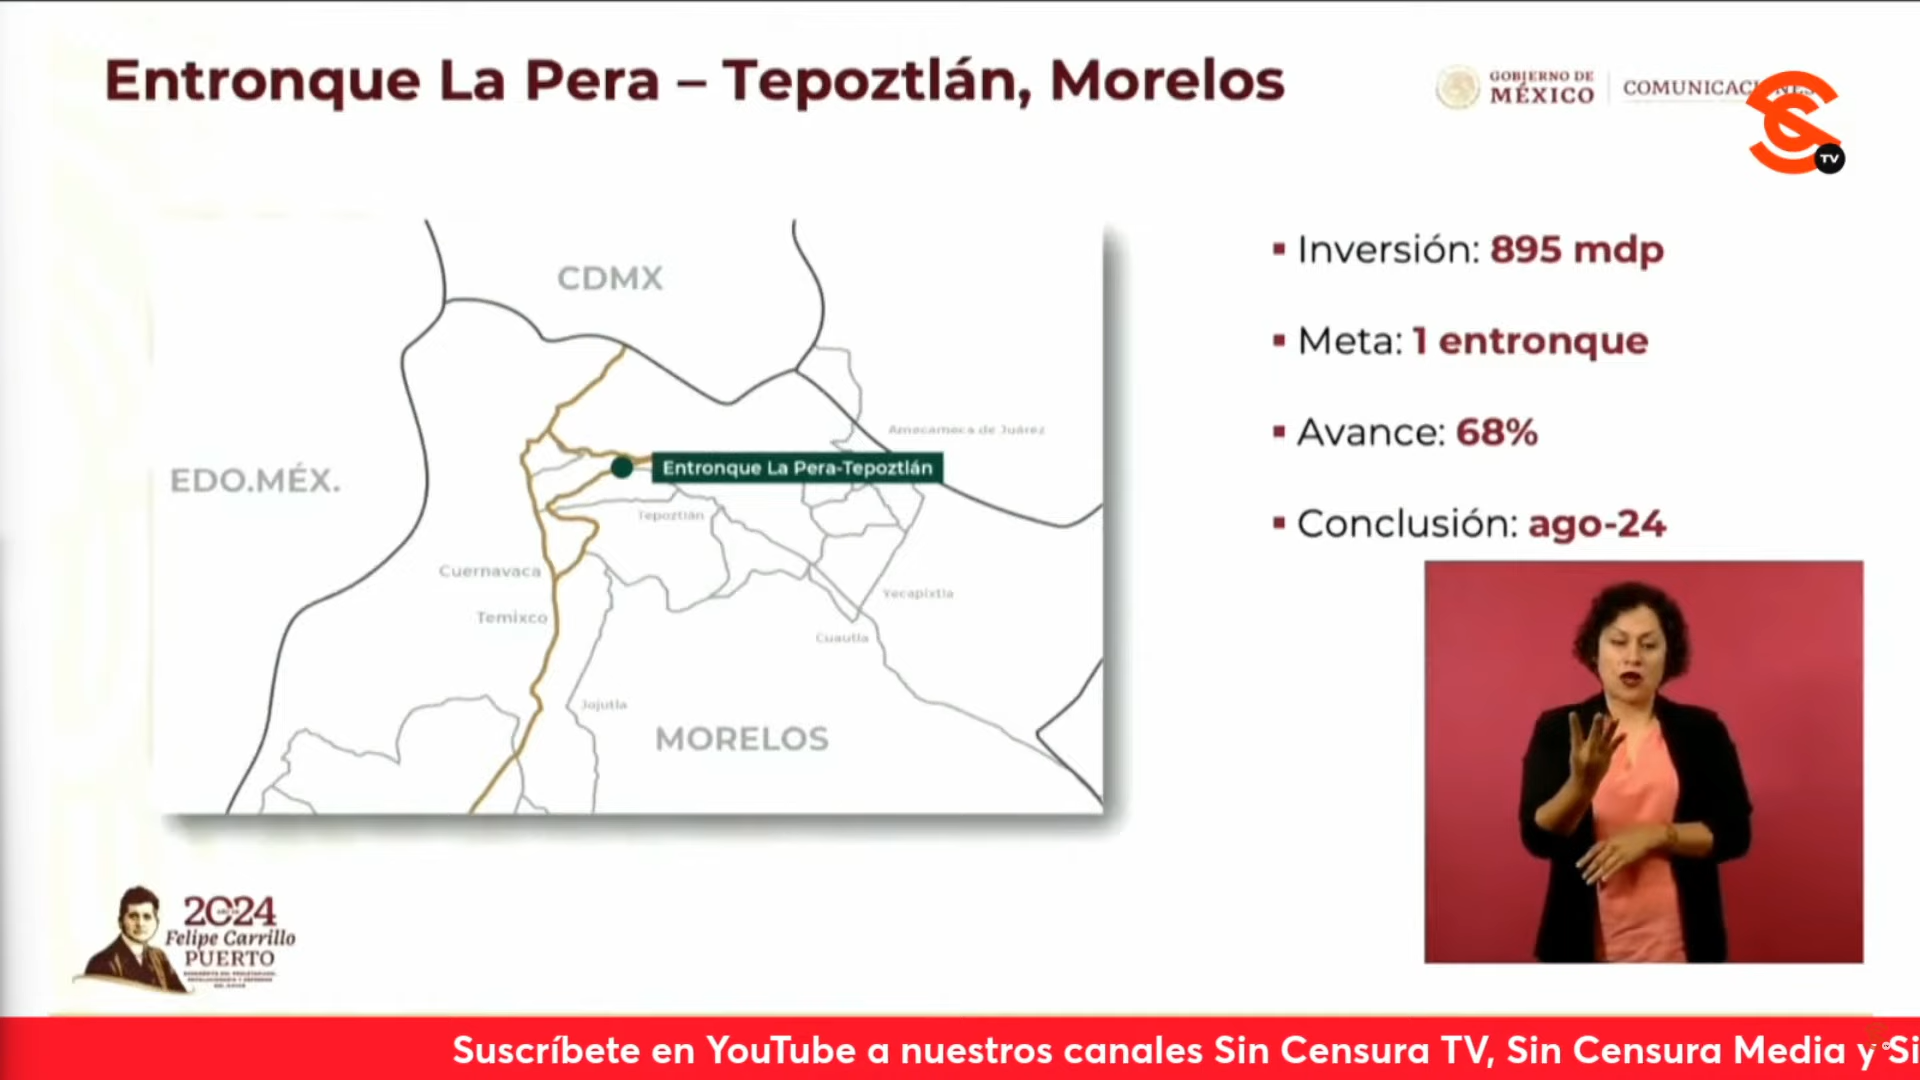 Entronque La Pera – Tepoztlán, Morelos
GOBIERNO DE
MÉXICO
COMUNICACIONES
TV
CDMX
EDO.MÉX.
Amecameca de Juárez
Entronque La Pera-Tepoztlán
Tepoztlán
Cuernavaca
Temixco
Yecapixtla
Cuautla
Jojutla
MORELOS
▪ Inversión: 895 mdp
▪ Meta: 1 entronque
▪ Avance: 68%
▪ Conclusión: ago-24
2024
Felipe Carrillo
PUERTO
Suscríbete en YouTube a nuestros canales Sin Censura TV, Sin Censura Media y Si